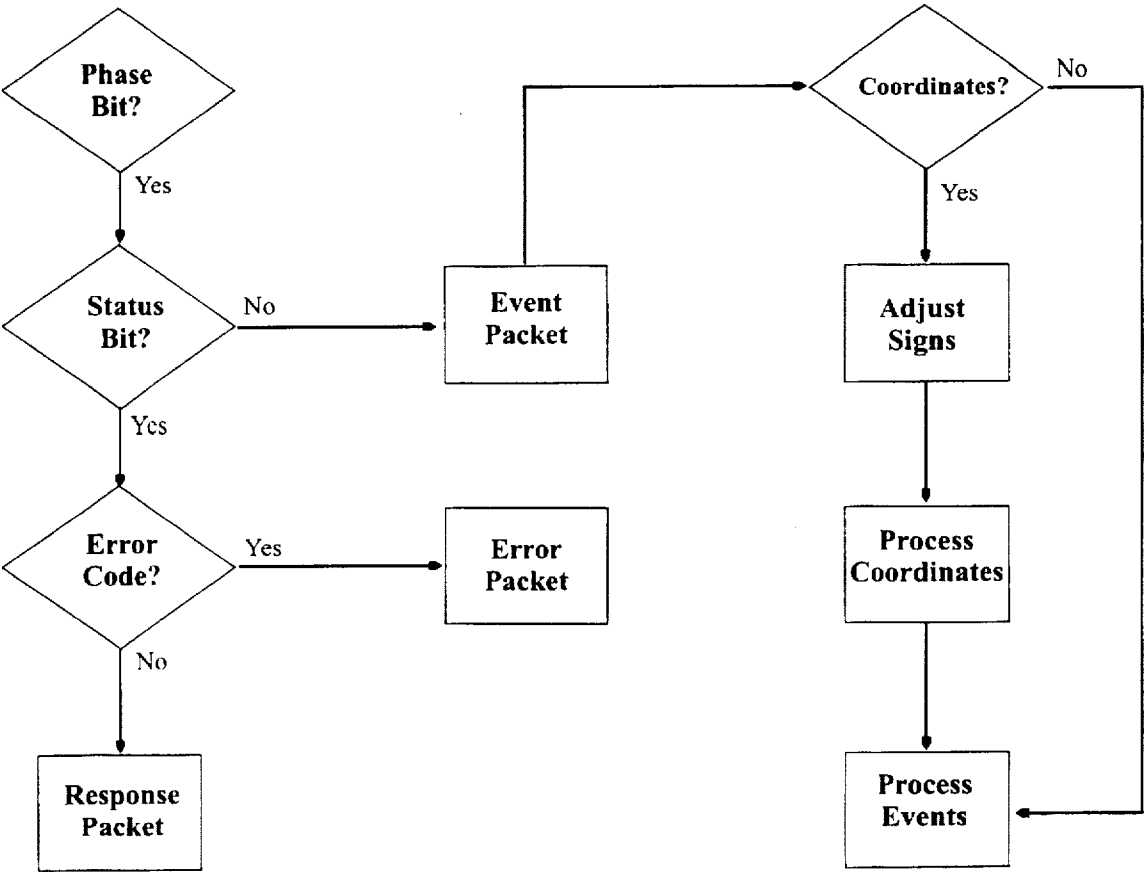 Phase
Bit?
Yes
Status
Bit?
No
Yes
Error
Code?
Yes
No
Response
Packet
Event
Packet
Error
Packet
Coordinates?
No
Yes
Adjust
Signs
Process
Coordinates
Process
Events